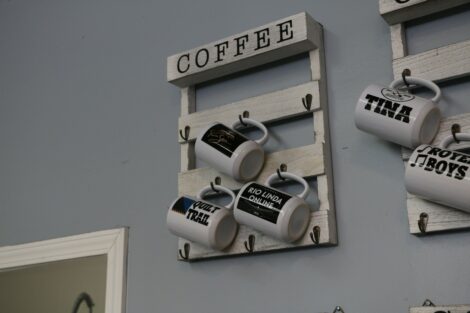 COFFEE
TINA
ROYER
BOYS
QUILT
TRAIL
RIO LINDA
ONLINE